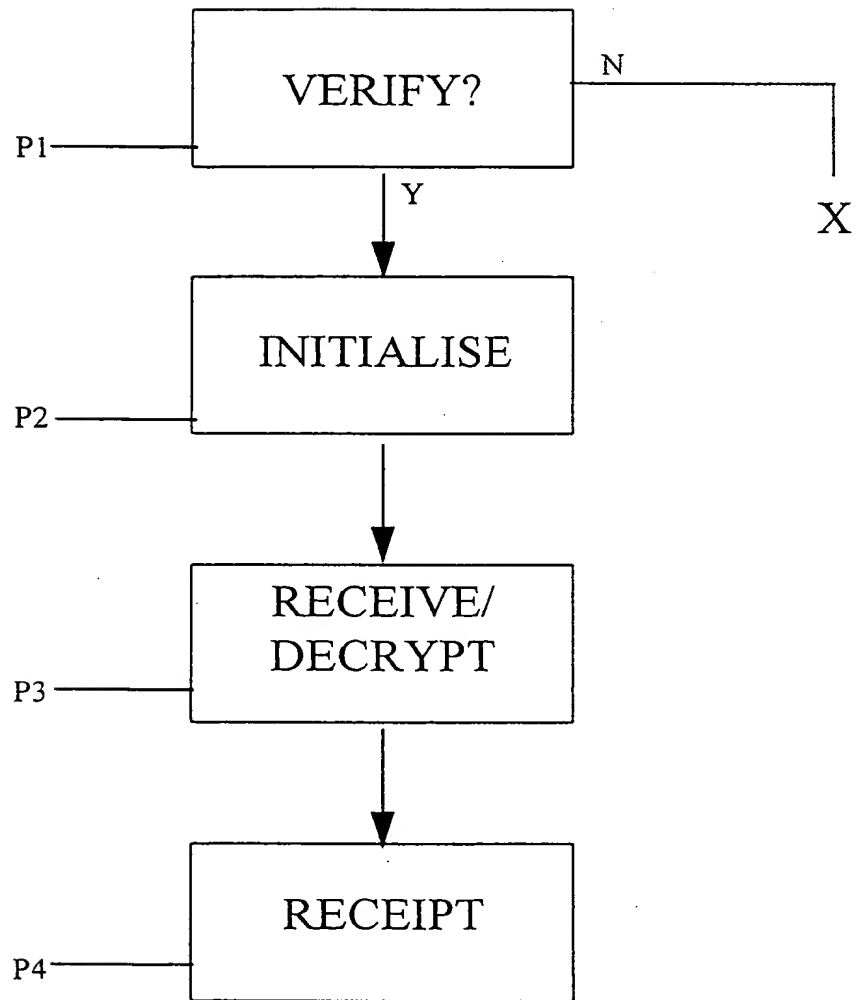 VERIFY?
N
P1
Y
X
INITIALISE
P2
RECEIVE/
DECRYPT
P3
RECEIPT
P4